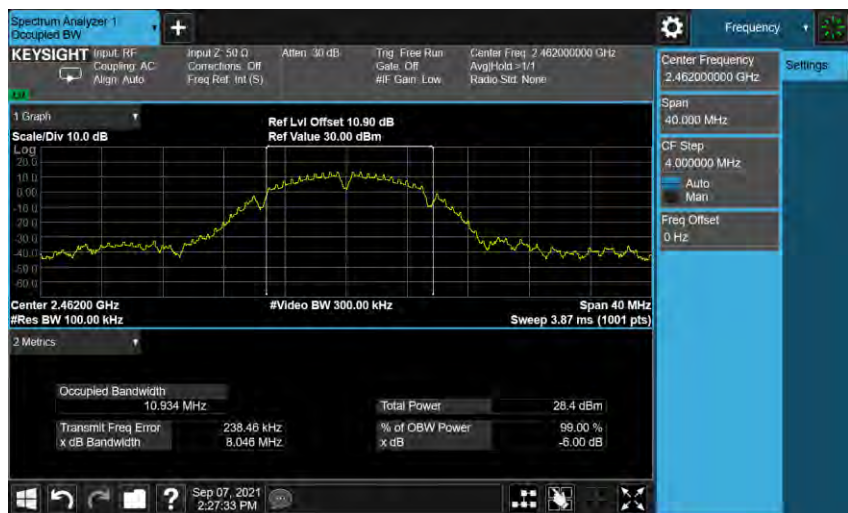 Spectrum Analyzer 1
Occupied BW
+
Frequency
KEYSIGHT
Input: RF
Coupling: AC
Align: Auto
Input Z: 50 Ω
Corrections: Off
Freq Ref: Int (S)
Atten: 30 dB
Trig: Free Run
Gate: Off
#IF Gain: Low
Center Freq: 2.462000000 GHz
Avg|Hold:>1/1
Radio Std: None
Center Frequency
2.462000000 GHz
Settings
Span
40.000 MHz
CF Step
4.000000 MHz
Auto
Man
Freq Offset
0 Hz
1 Graph
Scale/Div 10.0 dB
Ref Lvl Offset 10.90 dB
Ref Value 30.00 dBm
Log
20.0
10.0
0.00
-10.0
-20.0
-30.0
-40.0
-50.0
-60.0
Center 2.46200 GHz
#Video BW 300.00 kHz
Span 40 MHz
#Res BW 100.00 kHz
Sweep 3.87 ms (1001 pts)
2 Metrics
Occupied Bandwidth
10.934 MHz
Total Power 28.4 dBm
Transmit Freq Error 238.46 kHz
% of OBW Power 99.00 %
x dB Bandwidth 8.046 MHz
x dB -6.00 dB
?
Sep 07, 2021
2:27:33 PM